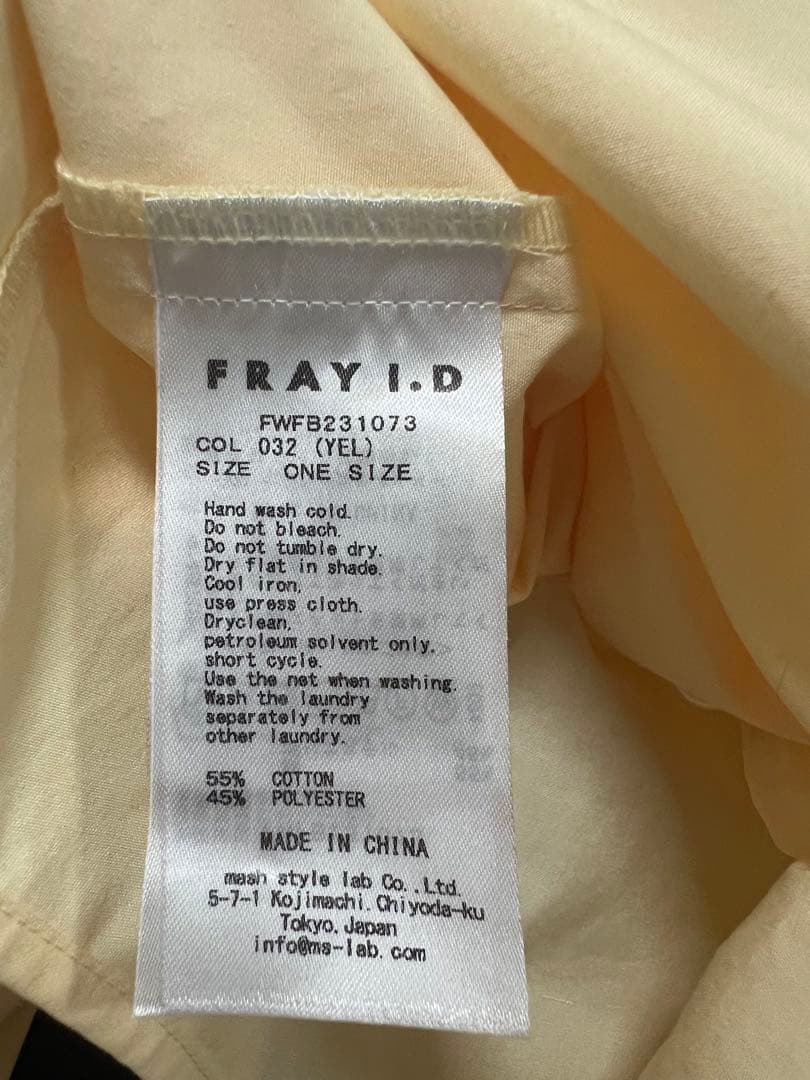 FRAY I.D
FWFB231073
COL 032 (YEL)
SIZE ONE SIZE
Hand wash cold.
Do not bleach.
Do not tumble dry.
Dry flat in shade.
Cool iron,
use press cloth.
Dryclean,
petroleum solvent only,
short cycle.
Use the net when washing.
Wash the laundry
separately from
other laundry.
55% COTTON
45% POLYESTER
MADE IN CHINA
mash style lab Co.,Ltd.
5-7-1 Kojimachi.Chiyoda-ku
Tokyo.Japan
info@ms-lab.com